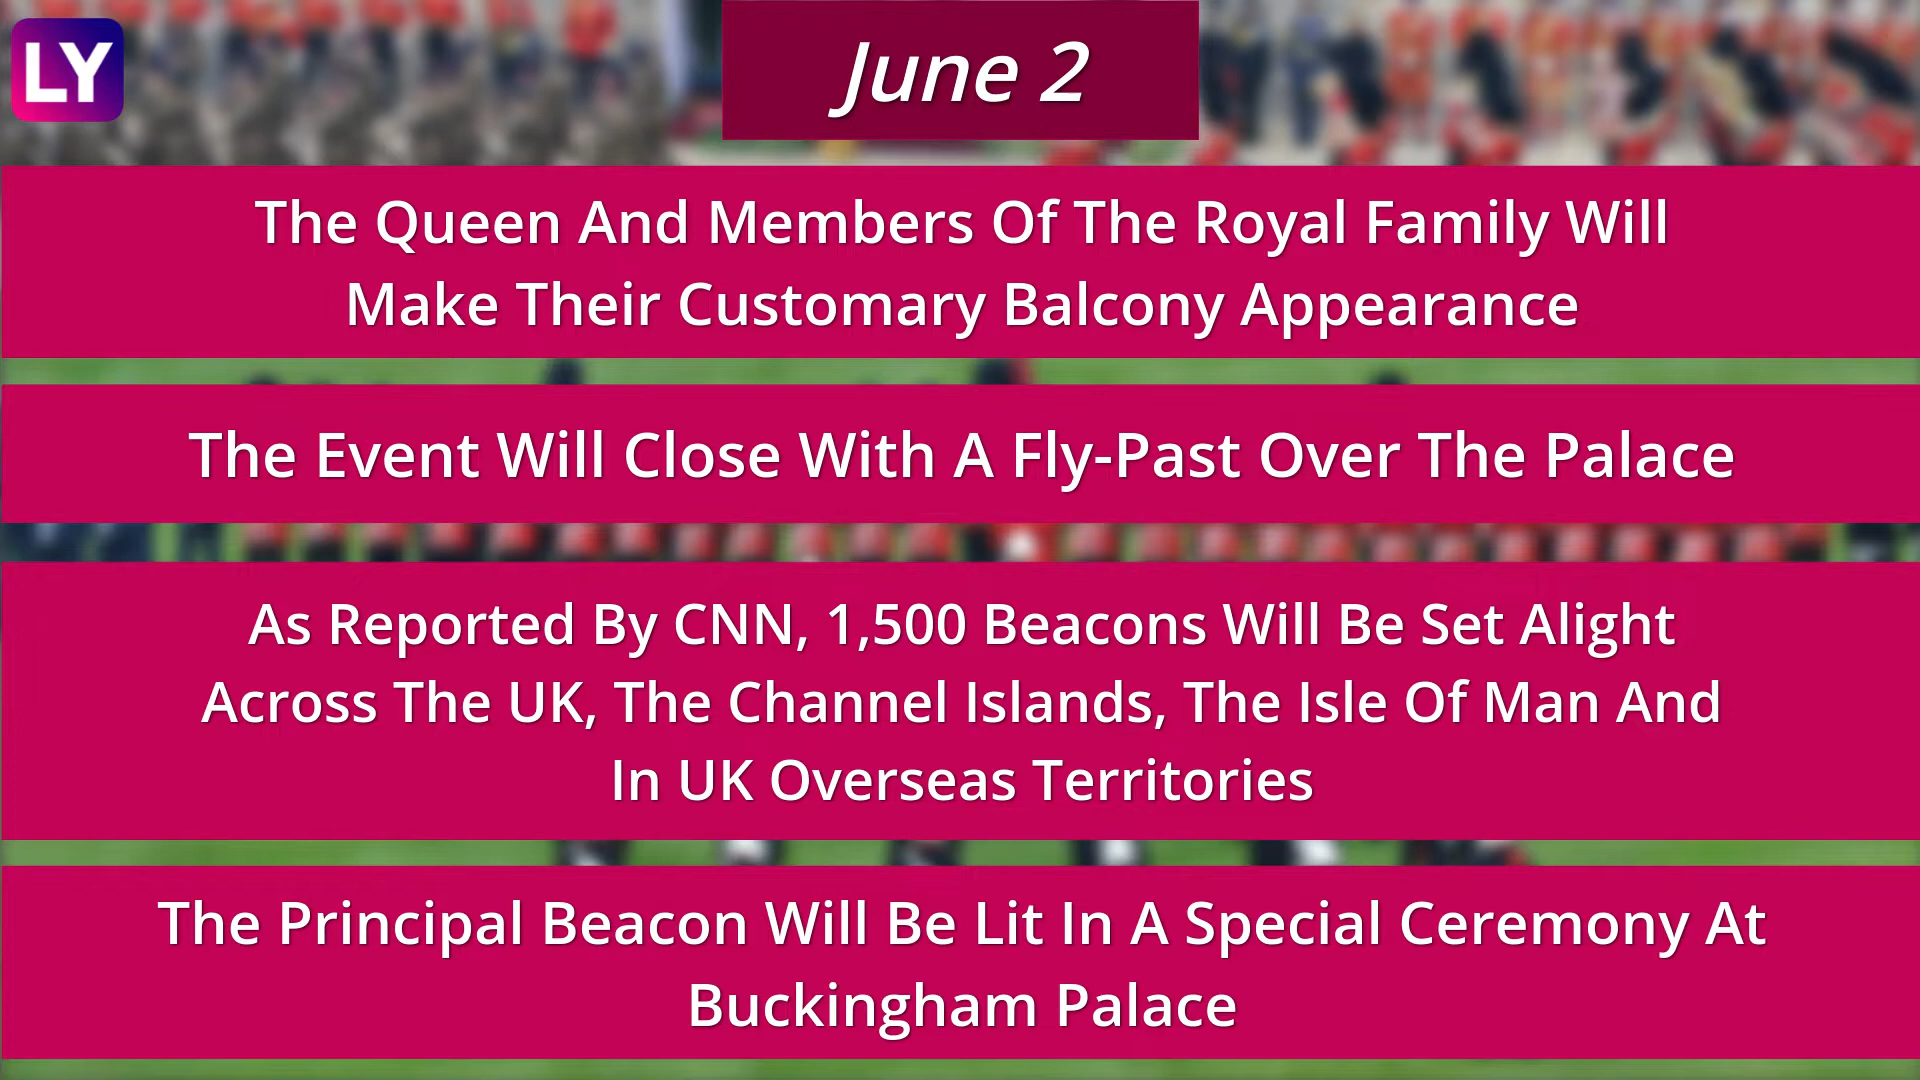 LY
June 2
The Queen And Members Of The Royal Family Will
Make Their Customary Balcony Appearance
The Event Will Close With A Fly-Past Over The Palace
As Reported By CNN, 1,500 Beacons Will Be Set Alight
Across The UK, The Channel Islands, The Isle Of Man And
In UK Overseas Territories
The Principal Beacon Will Be Lit In A Special Ceremony At
Buckingham Palace